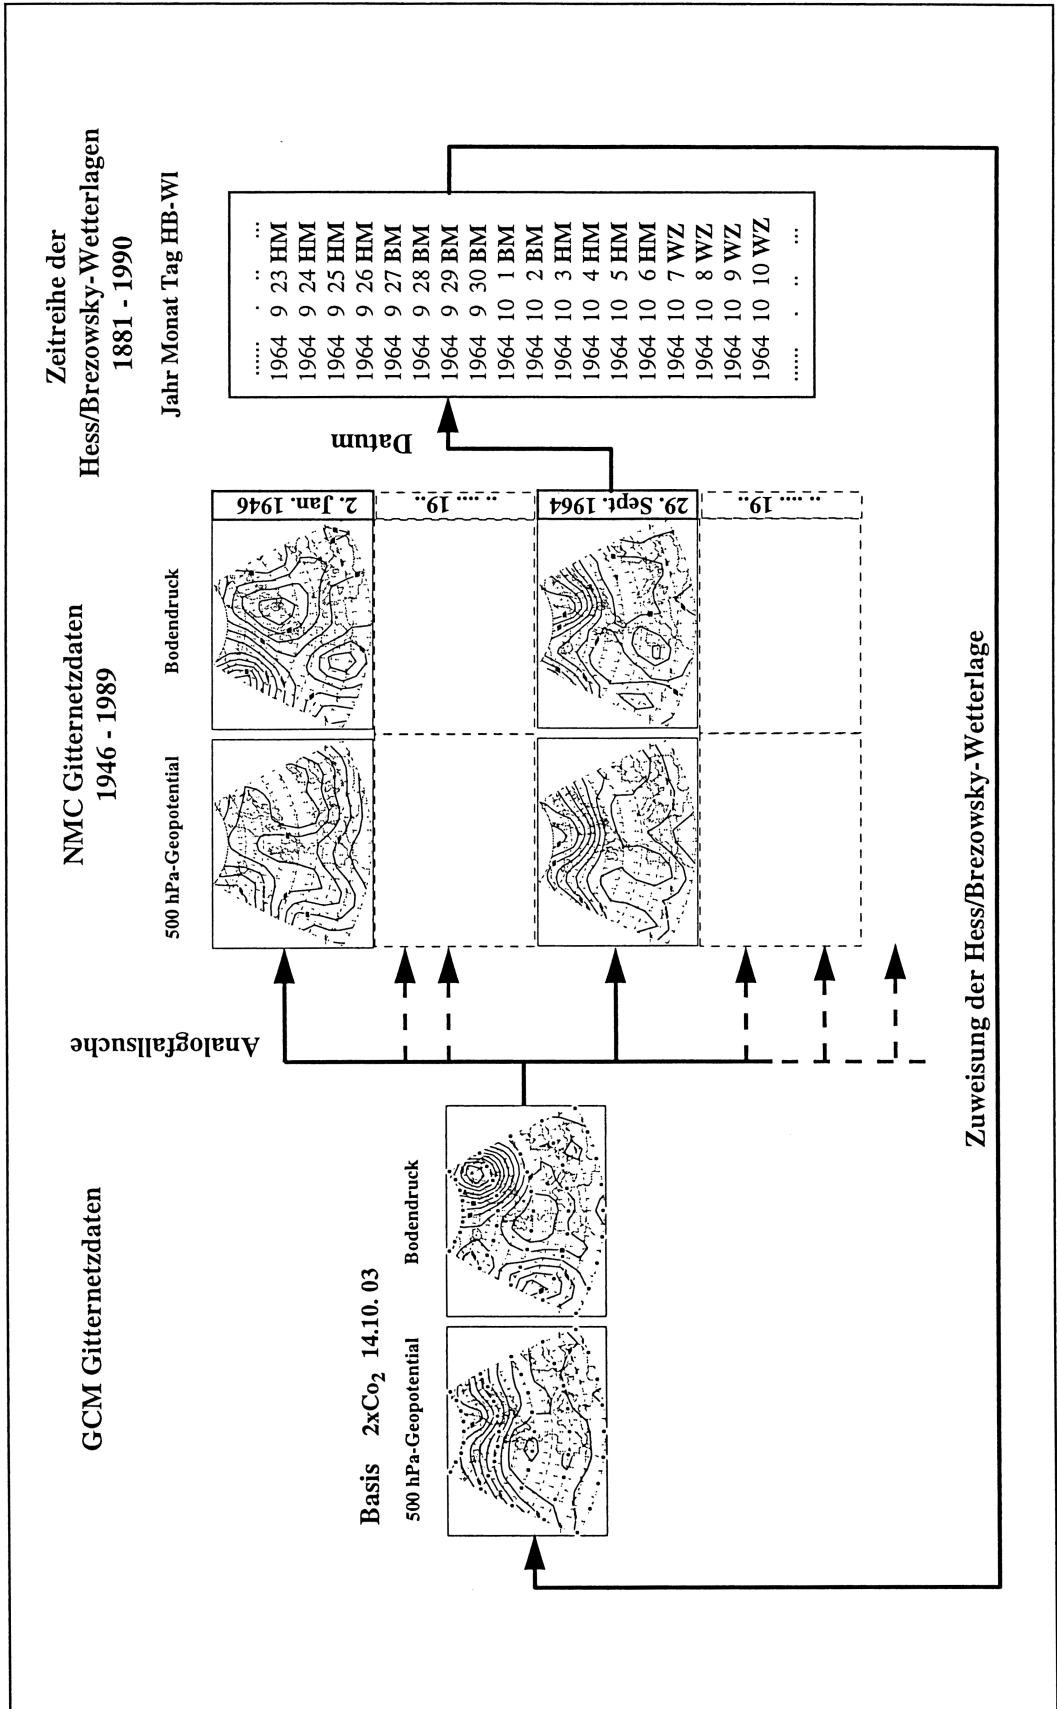 GCM Gitternetzdaten
Basis 2xCo2 14.10. 03
500 hPa-Geopotential
Bodendruck
Analogfallsuche
NMC Gitternetzdaten
1946 - 1989
500 hPa-Geopotential
Bodendruck
2. Jan. 1946
.. ..... 19..
29. Sept. 1964
.. ..... 19..
Datum
Zeitreihe der
Hess/Brezowsky-Wetterlagen
1881 - 1990
Jahr Monat Tag HB-Wl
...... . .. ...
1964 9 23 HM
1964 9 24 HM
1964 9 25 HM
1964 9 26 HM
1964 9 27 BM
1964 9 28 BM
1964 9 29 BM
1964 9 30 BM
1964 10 1 BM
1964 10 2 BM
1964 10 3 HM
1964 10 4 HM
1964 10 5 HM
1964 10 6 HM
1964 10 7 WZ
1964 10 8 WZ
1964 10 9 WZ
1964 10 10 WZ
...... . .. ...
Zuweisung der Hess/Brezowsky-Wetterlage